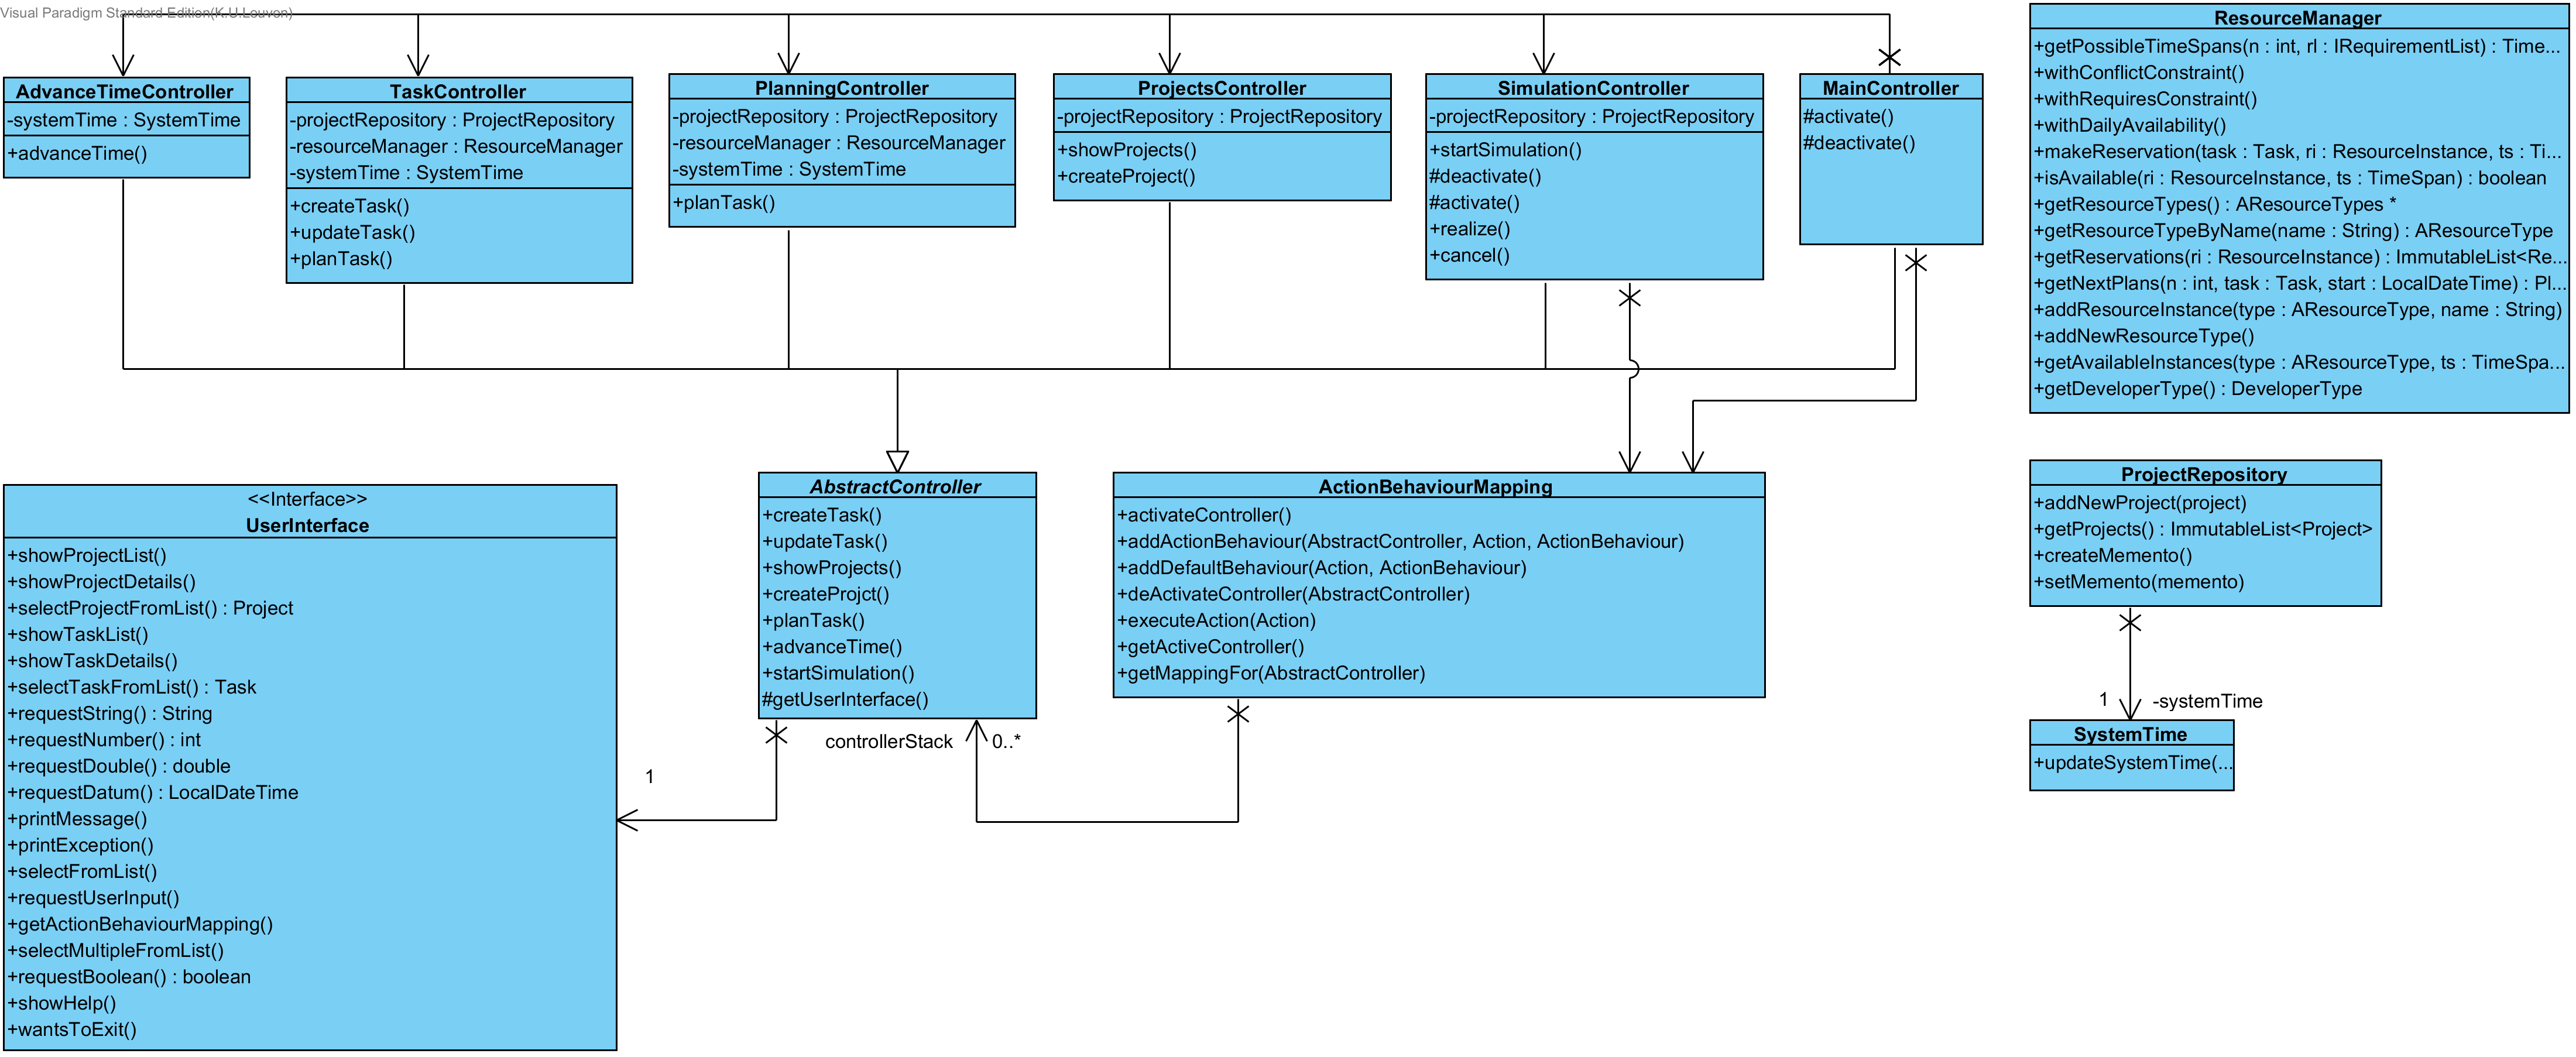 Visual Paradigm Standard Edition(K.U.Leuven)
AdvanceTimeController
-systemTime : SystemTime
+advanceTime()
TaskController
-projectRepository : ProjectRepository
-resourceManager : ResourceManager
-systemTime : SystemTime
+createTask()
+updateTask()
+planTask()
PlanningController
-projectRepository : ProjectRepository
-resourceManager : ResourceManager
-systemTime : SystemTime
+planTask()
ProjectsController
-projectRepository : ProjectRepository
+showProjects()
+createProject()
SimulationController
-projectRepository : ProjectRepository
+startSimulation()
#deactivate()
#activate()
+realize()
+cancel()
MainController
#activate()
#deactivate()
ResourceManager
+getPossibleTimeSpans(n : int, rl : IRequirementList) : Time...
+withConflictConstraint()
+withRequiresConstraint()
+withDailyAvailability()
+makeReservation(task : Task, ri : ResourceInstance, ts : Ti...
+isAvailable(ri : ResourceInstance, ts : TimeSpan) : boolean
+getResourceTypes() : AResourceTypes *
+getResourceTypeByName(name : String) : AResourceType
+getReservations(ri : ResourceInstance) : ImmutableList<Re...
+getNextPlans(n : int, task : Task, start : LocalDateTime) : Pl...
+addResourceInstance(type : AResourceType, name : String)
+addNewResourceType()
+getAvailableInstances(type : AResourceType, ts : TimeSpa...
+getDeveloperType() : DeveloperType
<<Interface>>
UserInterface
+showProjectList()
+showProjectDetails()
+selectProjectFromList() : Project
+showTaskList()
+showTaskDetails()
+selectTaskFromList() : Task
+requestString() : String
+requestNumber() : int
+requestDouble() : double
+requestDatum() : LocalDateTime
+printMessage()
+printException()
+selectFromList()
+requestUserInput()
+getActionBehaviourMapping()
+selectMultipleFromList()
+requestBoolean() : boolean
+showHelp()
+wantsToExit()
1
AbstractController
+createTask()
+updateTask()
+showProjects()
+createProjct()
+planTask()
+advanceTime()
+startSimulation()
#getUserInterface()
controllerStack
0..*
ActionBehaviourMapping
+activateController()
+addActionBehaviour(AbstractController, Action, ActionBehaviour)
+addDefaultBehaviour(Action, ActionBehaviour)
+deActivateController(AbstractController)
+executeAction(Action)
+getActiveController()
+getMappingFor(AbstractController)
ProjectRepository
+addNewProject(project)
+getProjects() : ImmutableList<Project>
+createMemento()
+setMemento(memento)
1
-systemTime
SystemTime
+updateSystemTime(...